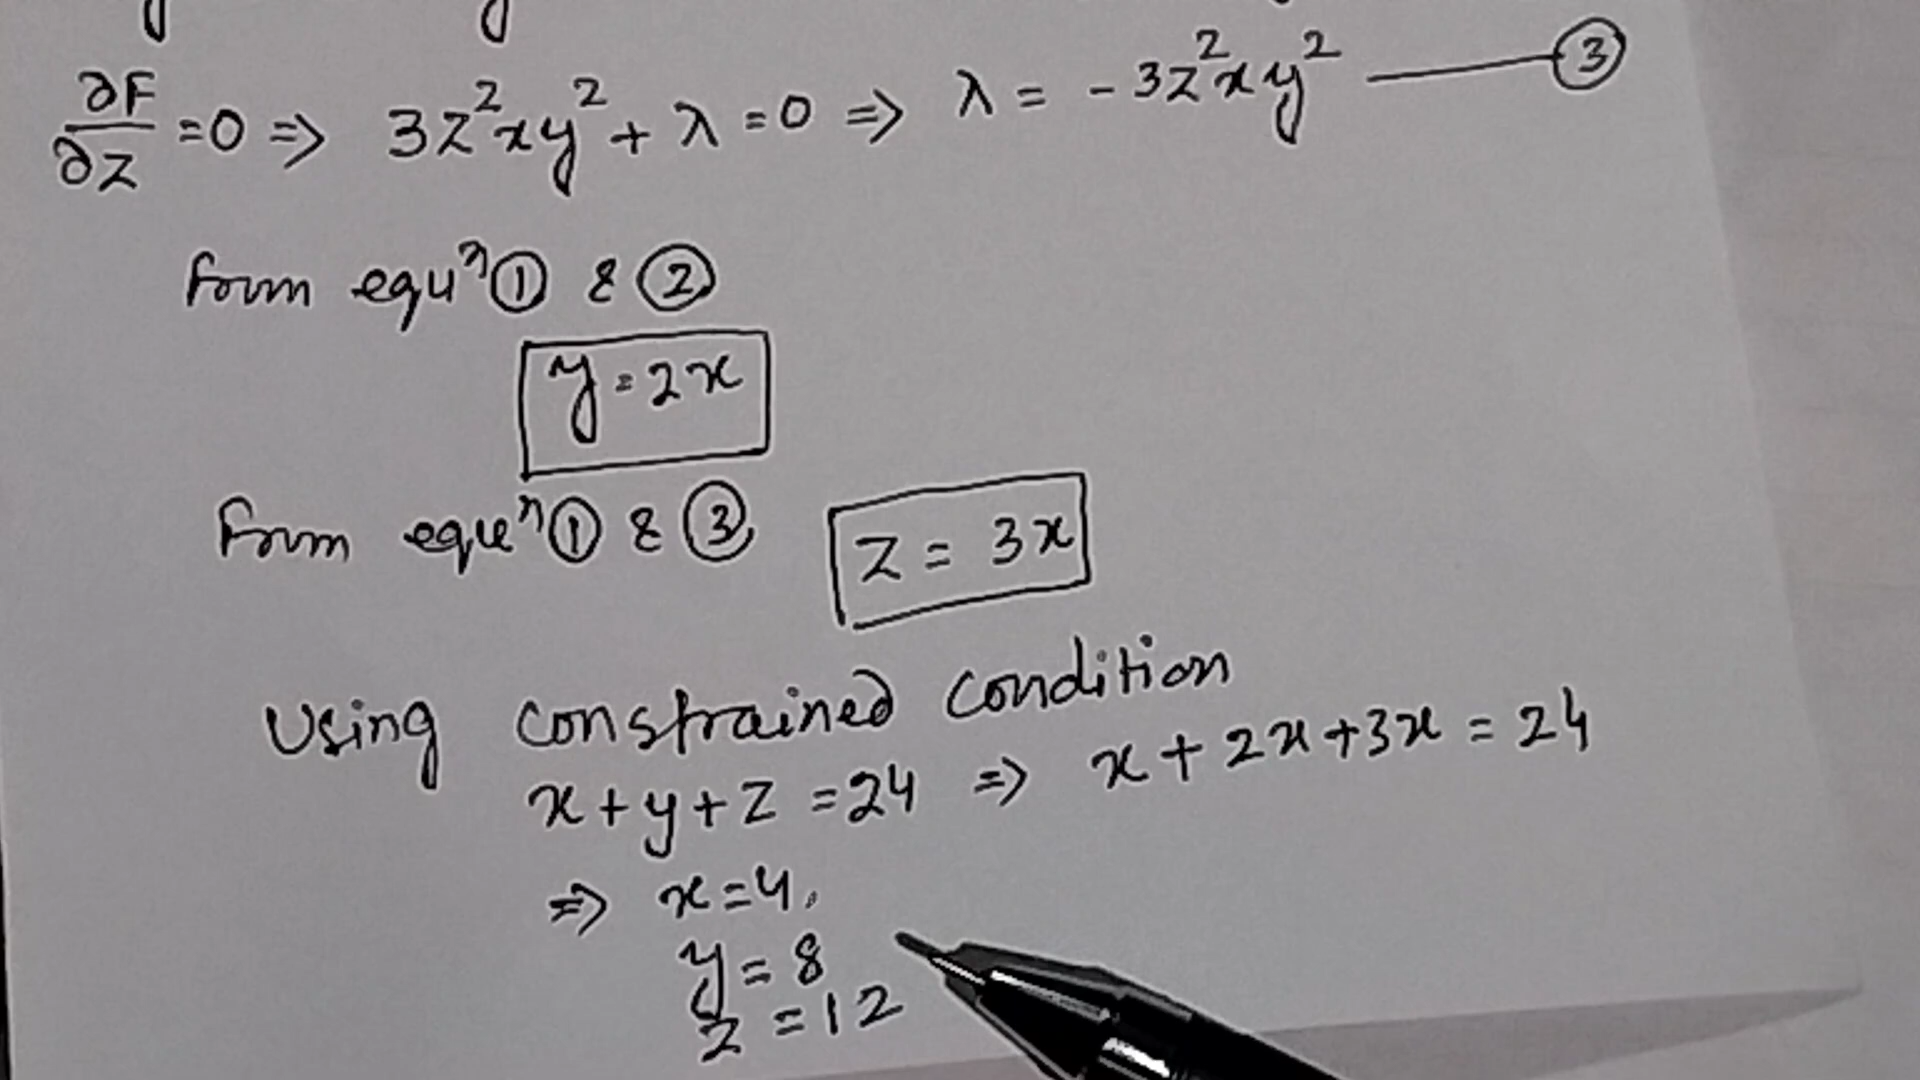 ∂F/∂z = 0 ⇒ 3z²xy² + λ = 0 ⇒ λ = -3z²xy² — ③
From equⁿ ① & ②
y = 2x
From equeⁿ ① & ③ z = 3x
Using constrained condition
x + y + z = 24 ⇒ x + 2x + 3x = 24
⇒ x = 4,
y = 8
z = 12